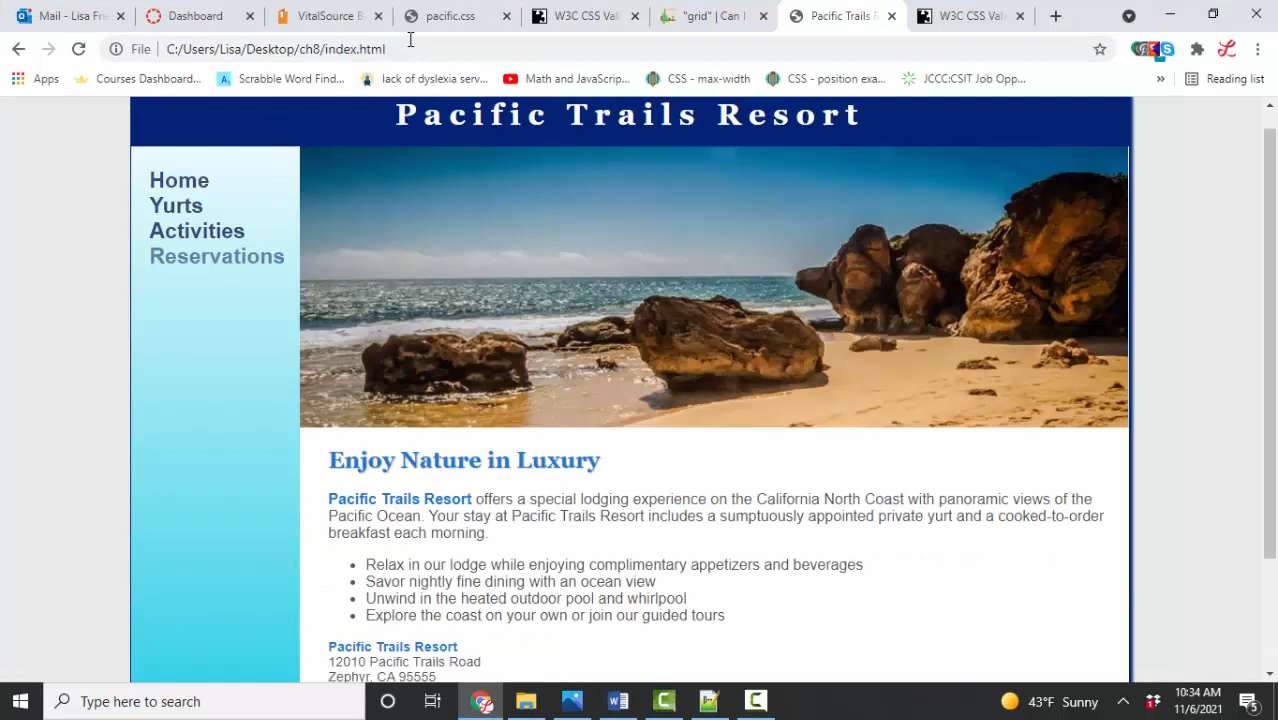 Mail - Lisa Frie
Dashboard
VitalSource B
pacific.css
W3C CSS Valid
"grid" | Can I
Pacific Trails R
W3C CSS Vali
File C:/Users/Lisa/Desktop/ch8/index.html
Apps
Courses Dashboard...
Scrabble Word Find...
lack of dyslexia serv...
Math and JavaScrip...
CSS - max-width
CSS - position exa...
JCCC:CSIT Job Opp...
»
Reading list
Pacific Trails Resort
Home
Yurts
Activities
Reservations
Enjoy Nature in Luxury
Pacific Trails Resort offers a special lodging experience on the California North Coast with panoramic views of the
Pacific Ocean. Your stay at Pacific Trails Resort includes a sumptuously appointed private yurt and a cooked-to-order
breakfast each morning.
• Relax in our lodge while enjoying complimentary appetizers and beverages
• Savor nightly fine dining with an ocean view
• Unwind in the heated outdoor pool and whirlpool
• Explore the coast on your own or join our guided tours
Pacific Trails Resort
12010 Pacific Trails Road
Zephyr, CA 95555
Type here to search
43°F Sunny
10:34 AM
11/6/2021
5